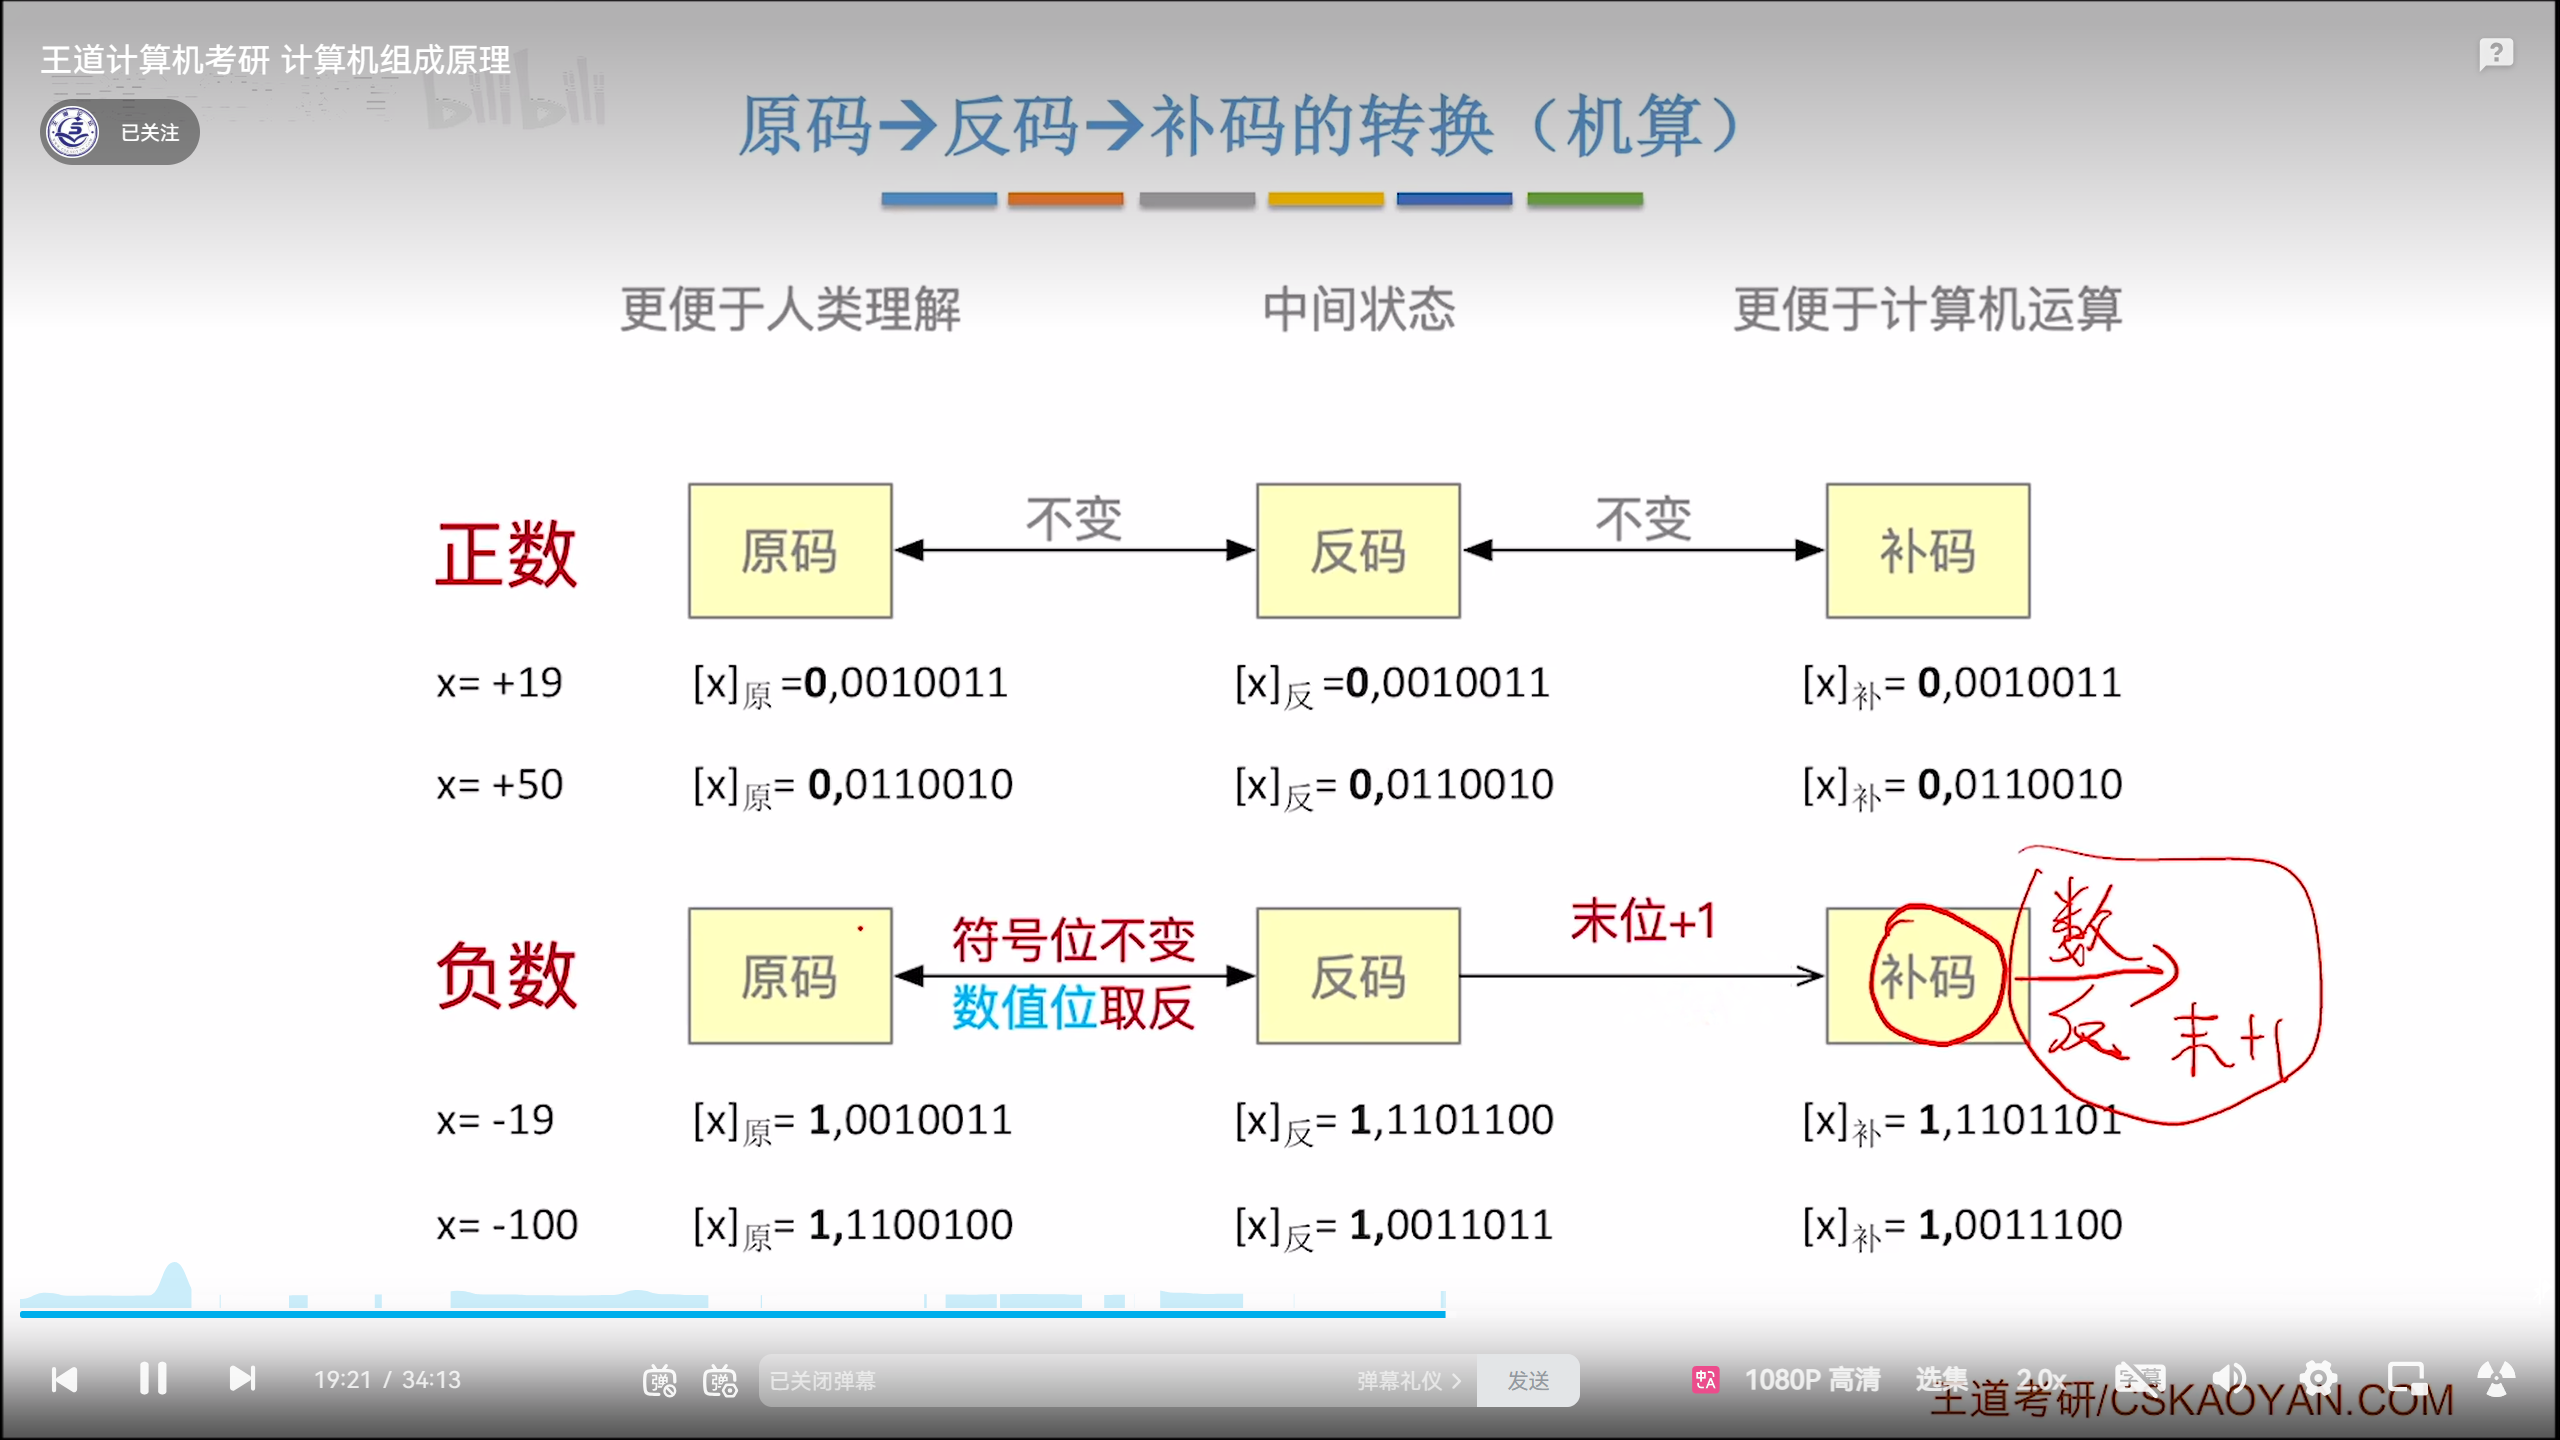 王道计算机考研 计算机组成原理
已关注
bilibili
原码→反码→补码的转换（机算）
更便于人类理解 中间状态 更便于计算机运算
正数 原码 不变 反码 不变 补码
x= +19 [x]原 =0,0010011 [x]反 =0,0010011 [x]补= 0,0010011
x= +50 [x]原= 0,0110010 [x]反= 0,0110010 [x]补= 0,0110010
负数 原码 符号位不变 反码 末位+1 补码 数
数值位取反 反 末+1
x= -19 [x]原= 1,0010011 [x]反= 1,1101100 [x]补= 1,1101101
x= -100 [x]原= 1,1100100 [x]反= 1,0011011 [x]补= 1,0011100
19:21 / 34:13 弹 弹 已关闭弹幕 弹幕礼仪 > 发送 1080P 高清 选集 2.0x 字幕
王道考研/CSKAOYAN.COM